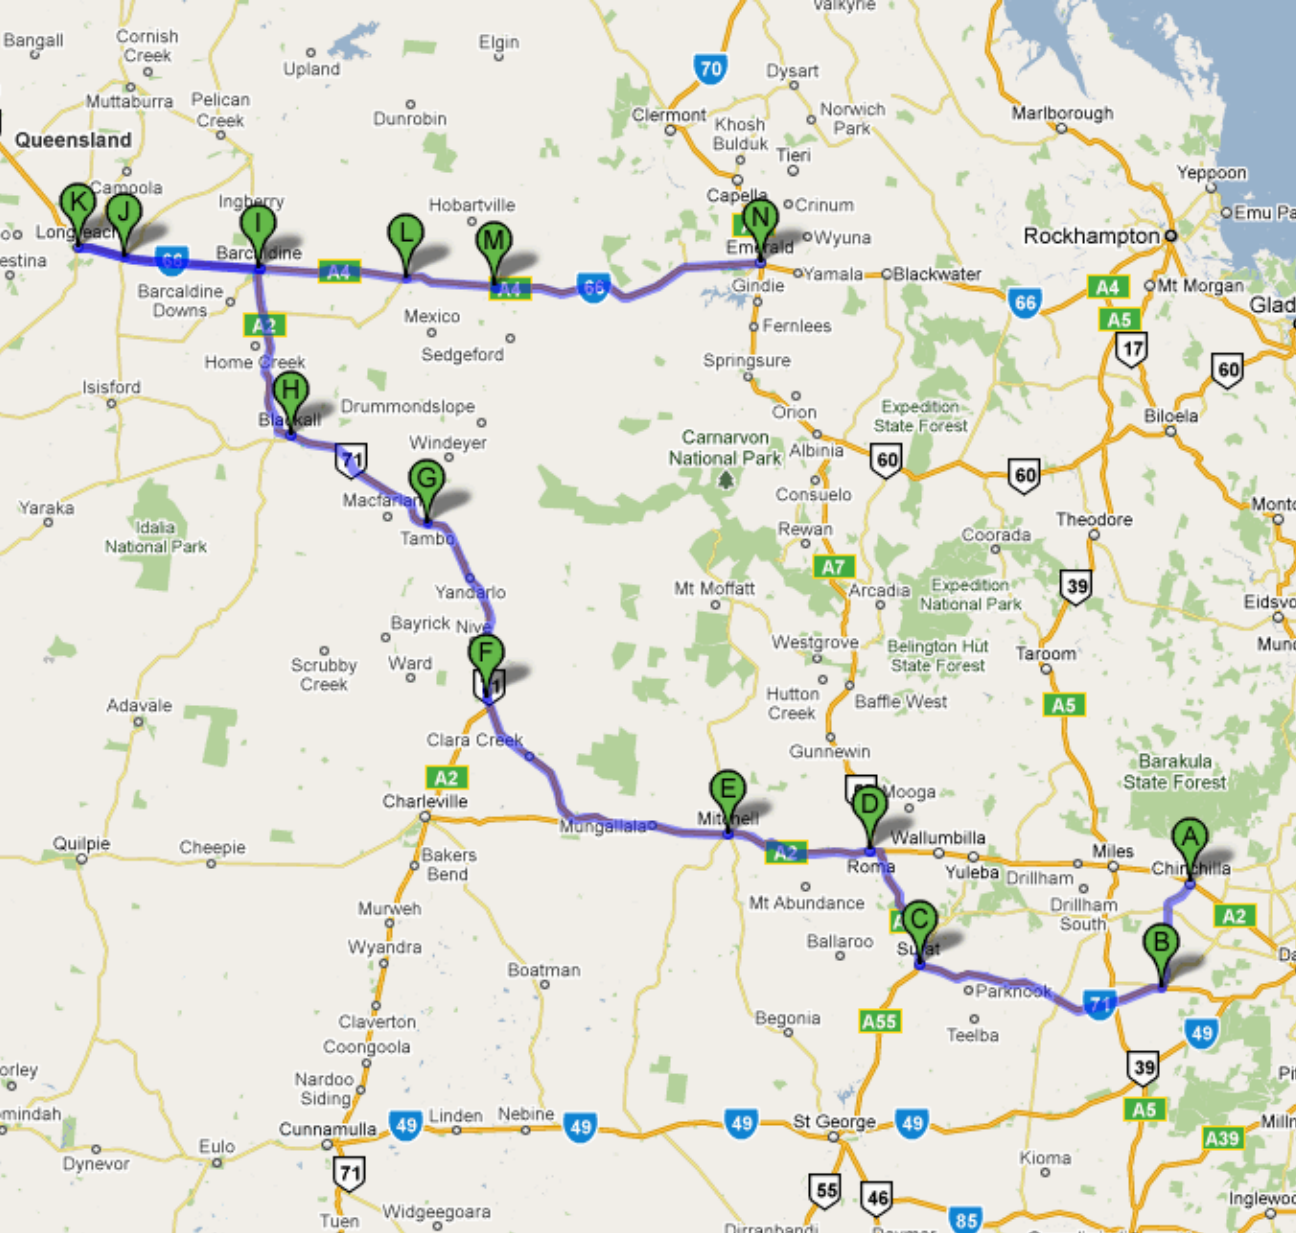 Valkyrie
Bangall
Cornish
Creek
Elgin
Upland
70
Dysart
Muttaburra
Pelican
Creek
Dunrobin
Clermont
Norwich
Park
Marlborough
Khosh
Bulduk
Queensland
Tieri
Yeppoon
Camoola
Capella
K
J
Ingberry
I
Hobartville
Crinum
N
Emu Pa
L
M
Longreach
Barcaldine
Emerald
Wyuna
Rockhampton
estina
66
A4
Yamala
Blackwater
Barcaldine
Downs
A4
66
Gindie
66
A4
Mt Morgan
Glad
A2
Mexico
Fernlees
A5
Sedgeford
17
Home Creek
Springsure
60
Isisford
H
Drummondslope
Orion
Expedition
State Forest
Biloela
Blackall
Windeyer
Carnarvon
National Park
Albinia
71
60
60
G
Consuelo
Yaraka
Macfarlan
Monto
Idalia
National Park
Tambo
Rewan
Coorada
Theodore
A7
Mt Moffatt
Arcadia
Expedition
National Park
39
Yandarlo
Eidsvo
Bayrick
Nive
Westgrove
Belington Hut
State Forest
Taroom
Mund
F
Scrubby
Creek
Ward
Hutton
Creek
Baffle West
A5
Adavale
Clara Creek
Gunnewin
Barakula
State Forest
A2
E
Mooga
Charleville
D
Mungallala
Mitchell
A
Quilpie
Cheepie
A2
Wallumbilla
Miles
Bakers
Bend
Roma
Yuleba
Drillham
Chinchilla
Murweh
Mt Abundance
C
Drillham
South
A2
Wyandra
Ballaroo
Surat
B
Boatman
Parknook
71
Claverton
Begonia
A55
Teelba
49
Coongoola
orley
Nardoo
Siding
39
mindah
Linden
Nebine
St George
A5
Cunnamulla
49
49
49
49
A39
Millm
Eulo
Dynevor
71
Kioma
55
46
Inglewoo
Widgeegoara
Tuen
85
Dirranbandi